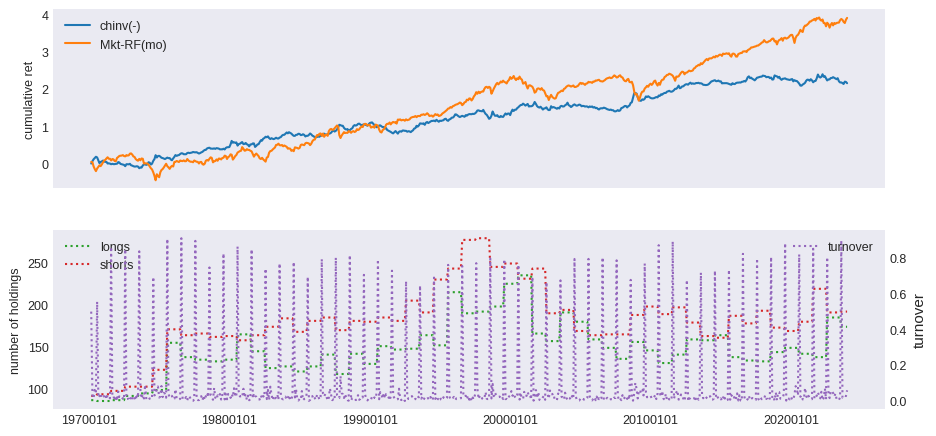 4
3
2
1
0
cumulative ret
chinv(-)
Mkt-RF(mo)
250
200
150
100
number of holdings
longs
shorts
turnover
0.8
0.6
0.4
0.2
0.0
turnover
19700101
19800101
19900101
20000101
20100101
20200101